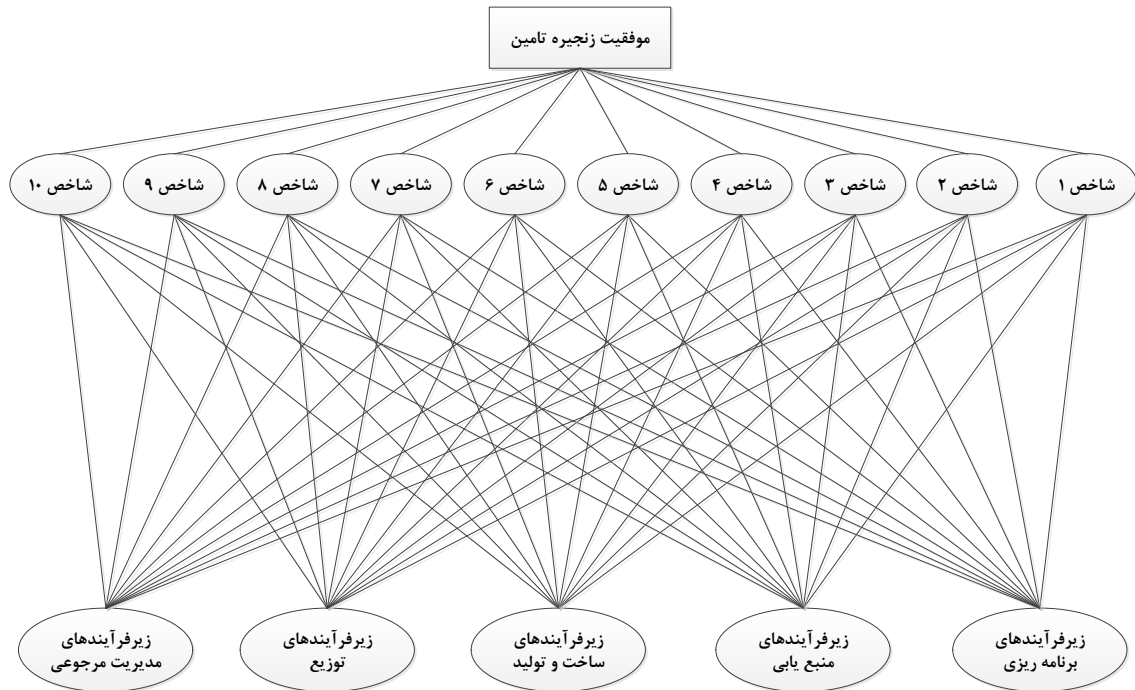 موفقیت زنجیره تامین
شاخص ۱
شاخص ۲
شاخص ۳
شاخص ۴
شاخص ۵
شاخص ۶
شاخص ۷
شاخص ۸
شاخص ۹
شاخص ۱۰
زیرفرآیندهای
برنامه ریزی
زیرفرآیندهای
منبع یابی
زیرفرآیندهای
ساخت و تولید
زیرفرآیندهای
توزیع
زیرفرآیندهای
مدیریت مرجوعی